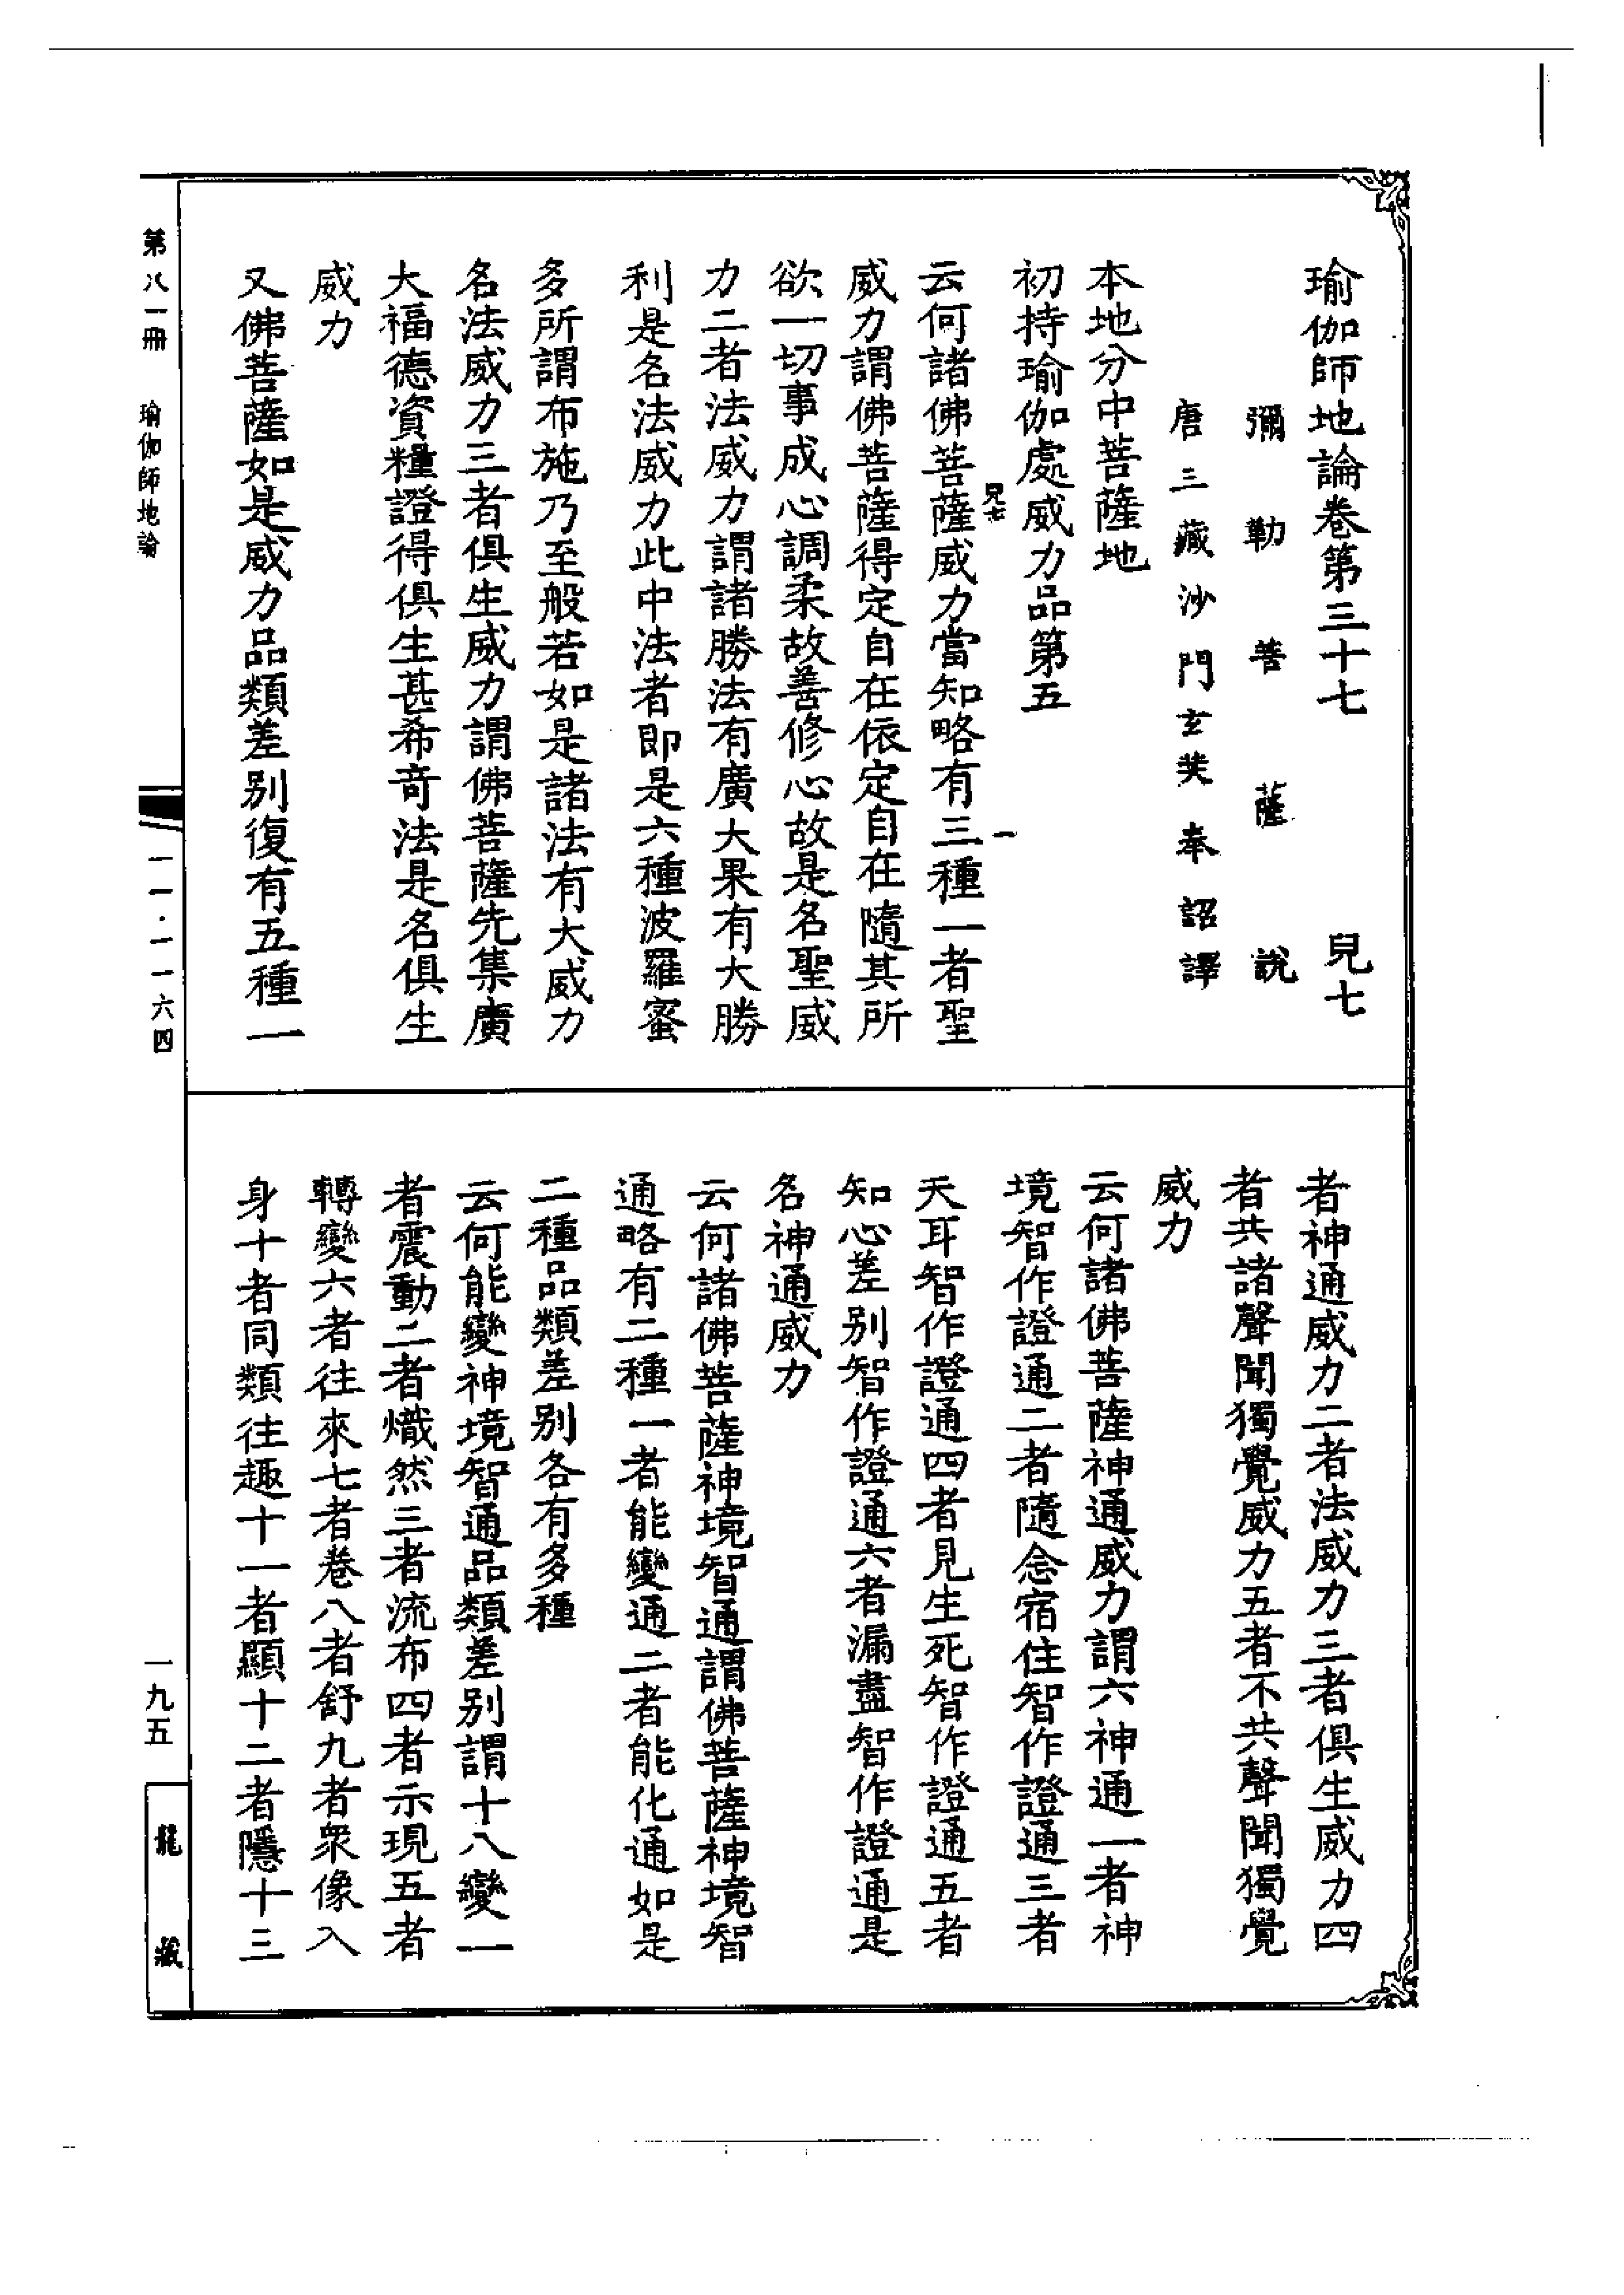 瑜伽師地論卷第三十七 皃七
彌勒菩薩說
唐三藏沙門玄奘奉詔譯
本地分中菩薩地
初持瑜伽處威力品第五
皃七 一
云何諸佛菩薩威力當知略有三種一者聖
威力謂佛菩薩得定自在依定自在隨其所
欲一切事成心調柔故善修心故是名聖威
力二者法威力謂諸勝法有廣大果有大勝
利是名法威力此中法者即是六種波羅蜜
多所謂布施乃至般若如是諸法有大威力
名法威力三者俱生威力謂佛菩薩先集廣
大福德資糧證得俱生甚希奇法是名俱生
威力
又佛菩薩如是威力品類差别復有五種一
者神通威力二者法威力三者俱生威力四
者共諸聲聞獨覺威力五者不共聲聞獨覺
威力
云何諸佛菩薩神通威力謂六神通一者神
境智作證通二者隨念宿住智作證通三者
天耳智作證通四者見生死智作證通五者
知心差别智作證通六者漏盡智作證通是
名神通威力
云何諸佛菩薩神境智通謂佛菩薩神境智
通略有二種一者能變通二者能化通如是
二種品類差别各有多種
云何能變神境智通品類差别謂十八變一
者震動二者熾然三者流布四者示現五者
轉變六者往來七者卷八者舒九者衆像入
身十者同類往趣十一者顯十二者隱十三
第八一冊 瑜伽師地論
一一·一一六四
一九五
龍藏